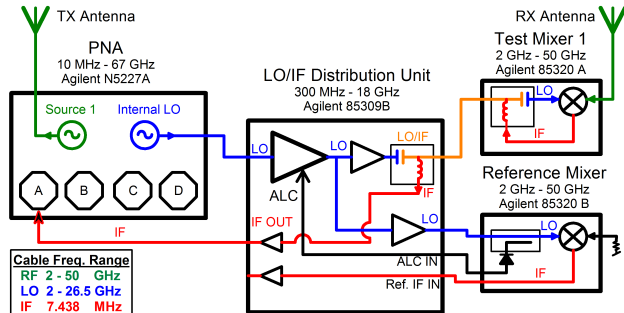 TX Antenna
RX Antenna
PNA
10 MHz - 67 GHz
Agilent N5227A
Source 1
Internal LO
A
B
C
D
LO/IF Distribution Unit
300 MHz - 18 GHz
Agilent 85309B
LO
LO
LO/IF
ALC
IF
IF OUT
LO
ALC IN
Ref. IF IN
IF
Test Mixer 1
2 GHz - 50 GHz
Agilent 85320 A
LO
IF
Reference Mixer
2 GHz - 50 GHz
Agilent 85320 B
LO
IF
Cable Freq. Range
RF 2 - 50 GHz
LO 2 - 26.5 GHz
IF 7.438 MHz